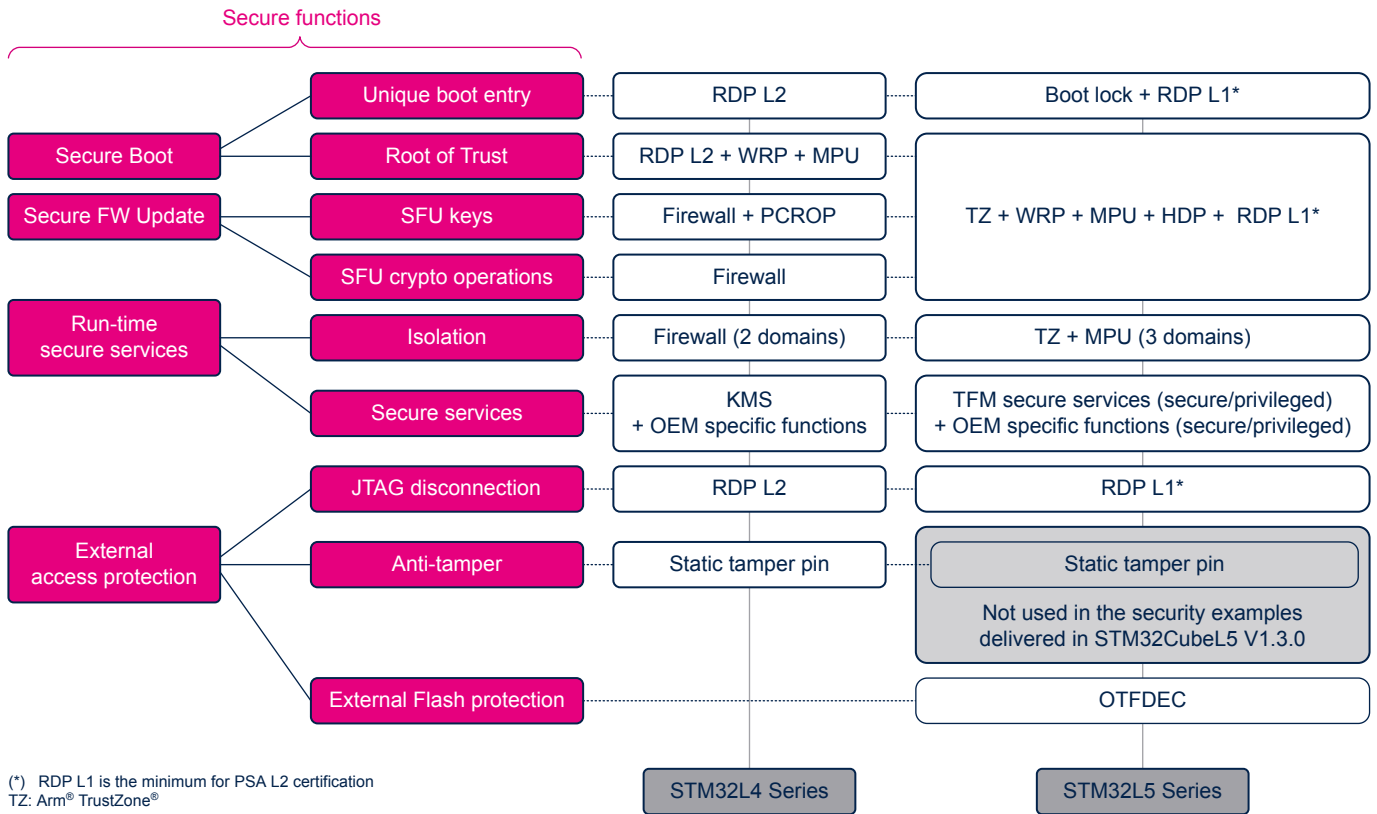 Secure functions
Unique boot entry
RDP L2
Boot lock + RDP L1*
Secure Boot
Root of Trust
RDP L2 + WRP + MPU
Secure FW Update
SFU keys
Firewall + PCROP
TZ + WRP + MPU + HDP + RDP L1*
SFU crypto operations
Firewall
Run-time
secure services
Isolation
Firewall (2 domains)
TZ + MPU (3 domains)
Secure services
KMS
+ OEM specific functions
TFM secure services (secure/privileged)
+ OEM specific functions (secure/privileged)
JTAG disconnection
RDP L2
RDP L1*
External
access protection
Anti-tamper
Static tamper pin
Static tamper pin
Not used in the security examples
delivered in STM32CubeL5 V1.3.0
External Flash protection
OTFDEC
(*) RDP L1 is the minimum for PSA L2 certification
TZ: Arm® TrustZone®
STM32L4 Series
STM32L5 Series